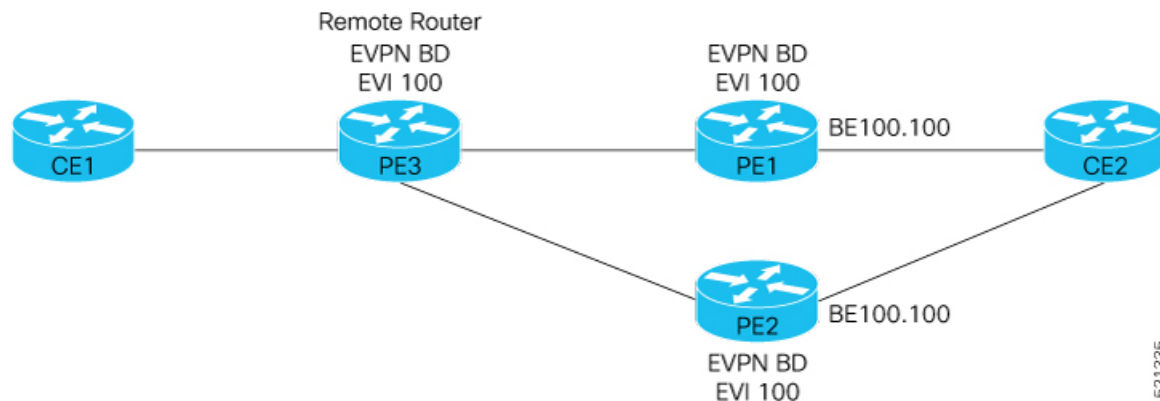 Remote Router
EVPN BD
EVI 100
EVPN BD
EVI 100
BE100.100
CE1
PE3
PE1
CE2
PE2
BE100.100
EVPN BD
EVI 100